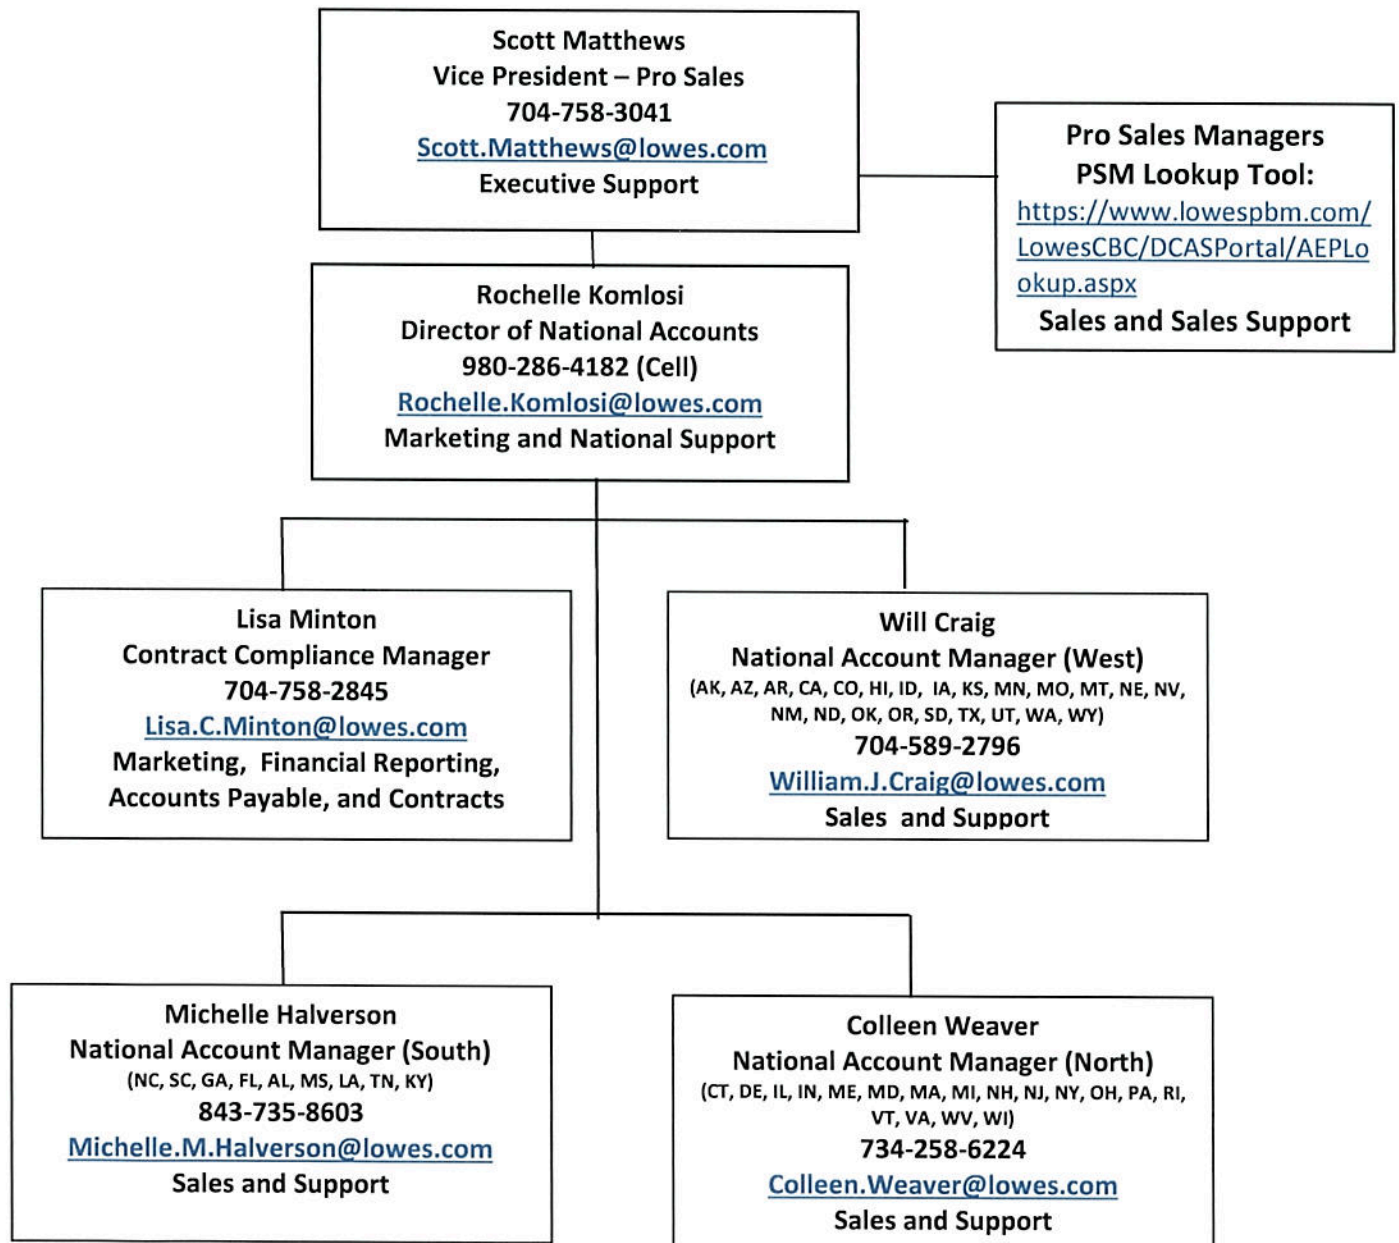 Scott Matthews
Vice President – Pro Sales
704-758-3041
Scott.Matthews@lowes.com
Executive Support
Pro Sales Managers
PSM Lookup Tool:
https://www.lowespbm.com/
LowesCBC/DCASPortal/AEPLo
okup.aspx
Sales and Sales Support
Rochelle Komlosi
Director of National Accounts
980-286-4182 (Cell)
Rochelle.Komlosi@lowes.com
Marketing and National Support
Lisa Minton
Contract Compliance Manager
704-758-2845
Lisa.C.Minton@lowes.com
Marketing, Financial Reporting,
Accounts Payable, and Contracts
Will Craig
National Account Manager (West)
(AK, AZ, AR, CA, CO, HI, ID, IA, KS, MN, MO, MT, NE, NV,
NM, ND, OK, OR, SD, TX, UT, WA, WY)
704-589-2796
William.J.Craig@lowes.com
Sales and Support
Michelle Halverson
National Account Manager (South)
(NC, SC, GA, FL, AL, MS, LA, TN, KY)
843-735-8603
Michelle.M.Halverson@lowes.com
Sales and Support
Colleen Weaver
National Account Manager (North)
(CT, DE, IL, IN, ME, MD, MA, MI, NH, NJ, NY, OH, PA, RI,
VT, VA, WV, WI)
734-258-6224
Colleen.Weaver@lowes.com
Sales and Support